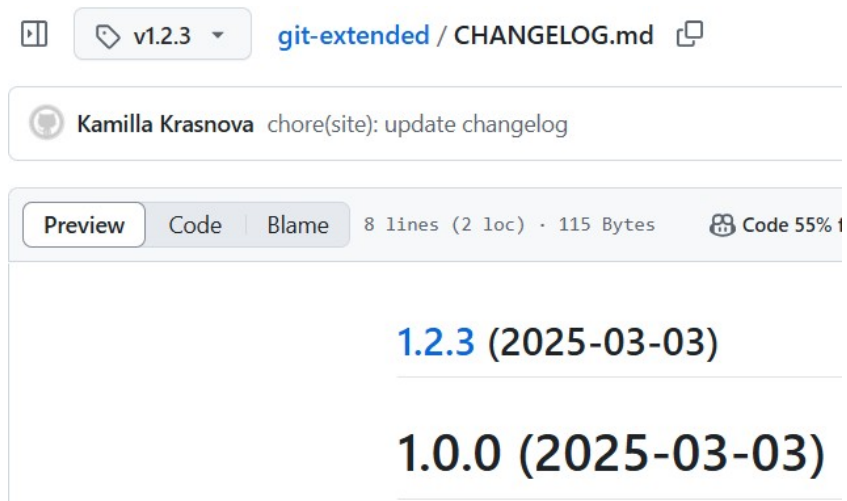 v1.2.3 git-extended / CHANGELOG.md
Kamilla Krasnova chore(site): update changelog
Preview Code Blame 8 lines (2 loc) · 115 Bytes Code 55%
1.2.3 (2025-03-03)
1.0.0 (2025-03-03)